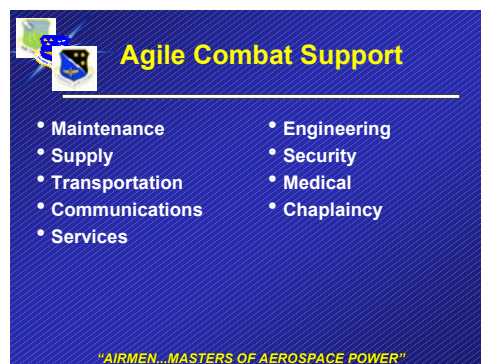 Agile Combat Support
• Maintenance
• Supply
• Transportation
• Communications
• Services
• Engineering
• Security
• Medical
• Chaplaincy
“AIRMEN...MASTERS OF AEROSPACE POWER”